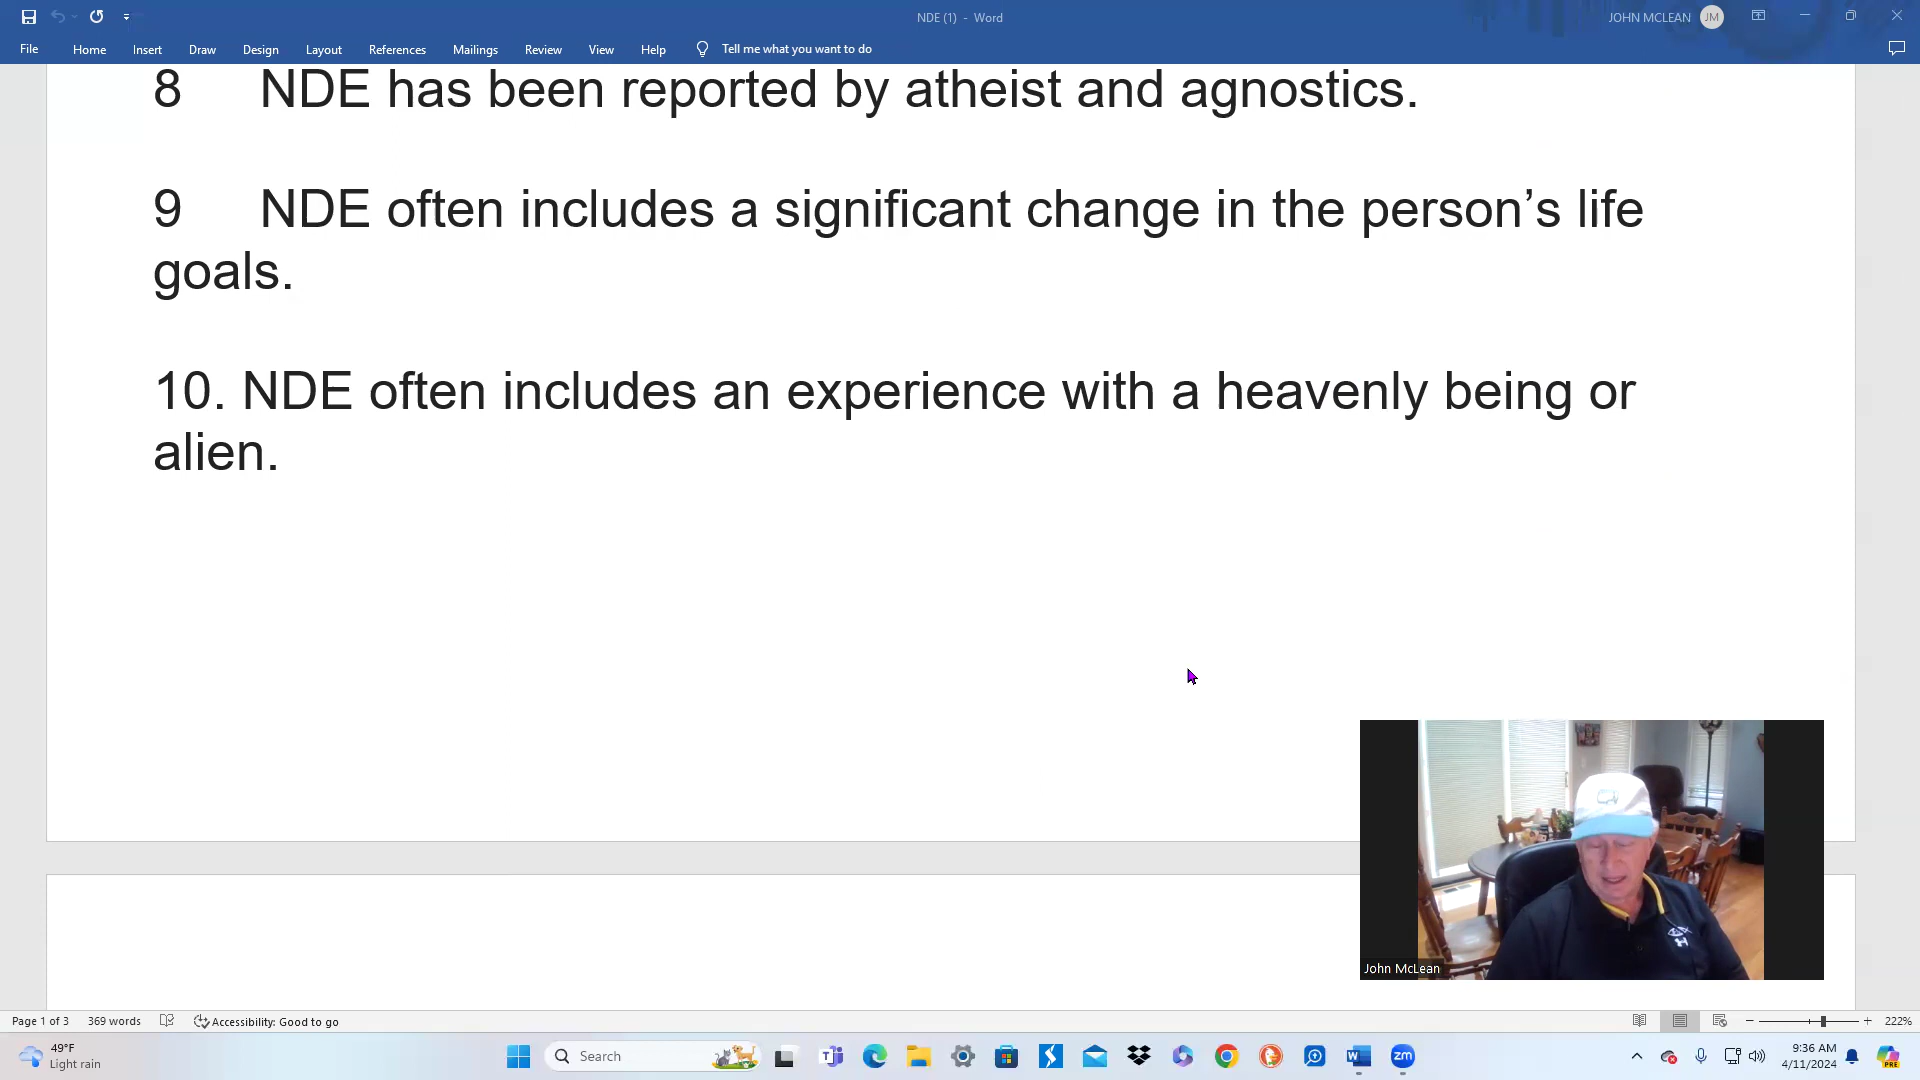 NDE (1) - Word
JOHN MCLEAN JM
File Home Insert Draw Design Layout References Mailings Review View Help Tell me what you want to do
8 NDE has been reported by atheist and agnostics.
9 NDE often includes a significant change in the person’s life
goals.
10. NDE often includes an experience with a heavenly being or
alien.
John McLean
Page 1 of 3 369 words Accessibility: Good to go 222%
49°F
Light rain
Search
zm
9:36 AM
4/11/2024
PRE